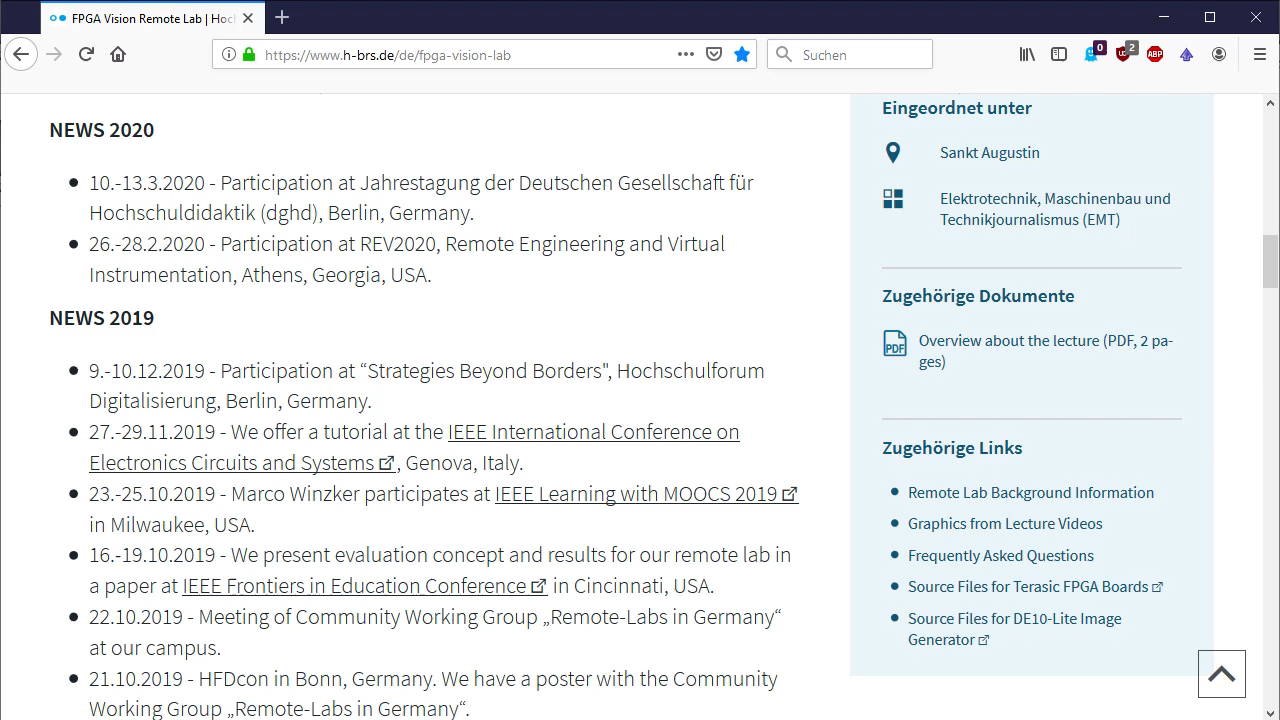 FPGA Vision Remote Lab | Hoc
https://www.h-brs.de/de/fpga-vision-lab
Suchen
0
2
ABP
NEWS 2020
10.-13.3.2020 - Participation at Jahrestagung der Deutschen Gesellschaft für
Hochschuldidaktik (dghd), Berlin, Germany.
26.-28.2.2020 - Participation at REV2020, Remote Engineering and Virtual
Instrumentation, Athens, Georgia, USA.
NEWS 2019
9.-10.12.2019 - Participation at “Strategies Beyond Borders", Hochschulforum
Digitalisierung, Berlin, Germany.
27.-29.11.2019 - We offer a tutorial at the IEEE International Conference on
Electronics Circuits and Systems, Genova, Italy.
23.-25.10.2019 - Marco Winzker participates at IEEE Learning with MOOCS 2019
in Milwaukee, USA.
16.-19.10.2019 - We present evaluation concept and results for our remote lab in
a paper at IEEE Frontiers in Education Conference in Cincinnati, USA.
22.10.2019 - Meeting of Community Working Group „Remote-Labs in Germany“
at our campus.
21.10.2019 - HFDcon in Bonn, Germany. We have a poster with the Community
Working Group „Remote-Labs in Germany“.
Eingeordnet unter
Sankt Augustin
Elektrotechnik, Maschinenbau und
Technikjournalismus (EMT)
Zugehörige Dokumente
PDF
Overview about the lecture (PDF, 2 pa-
ges)
Zugehörige Links
Remote Lab Background Information
Graphics from Lecture Videos
Frequently Asked Questions
Source Files for Terasic FPGA Boards
Source Files for DE10-Lite Image
Generator